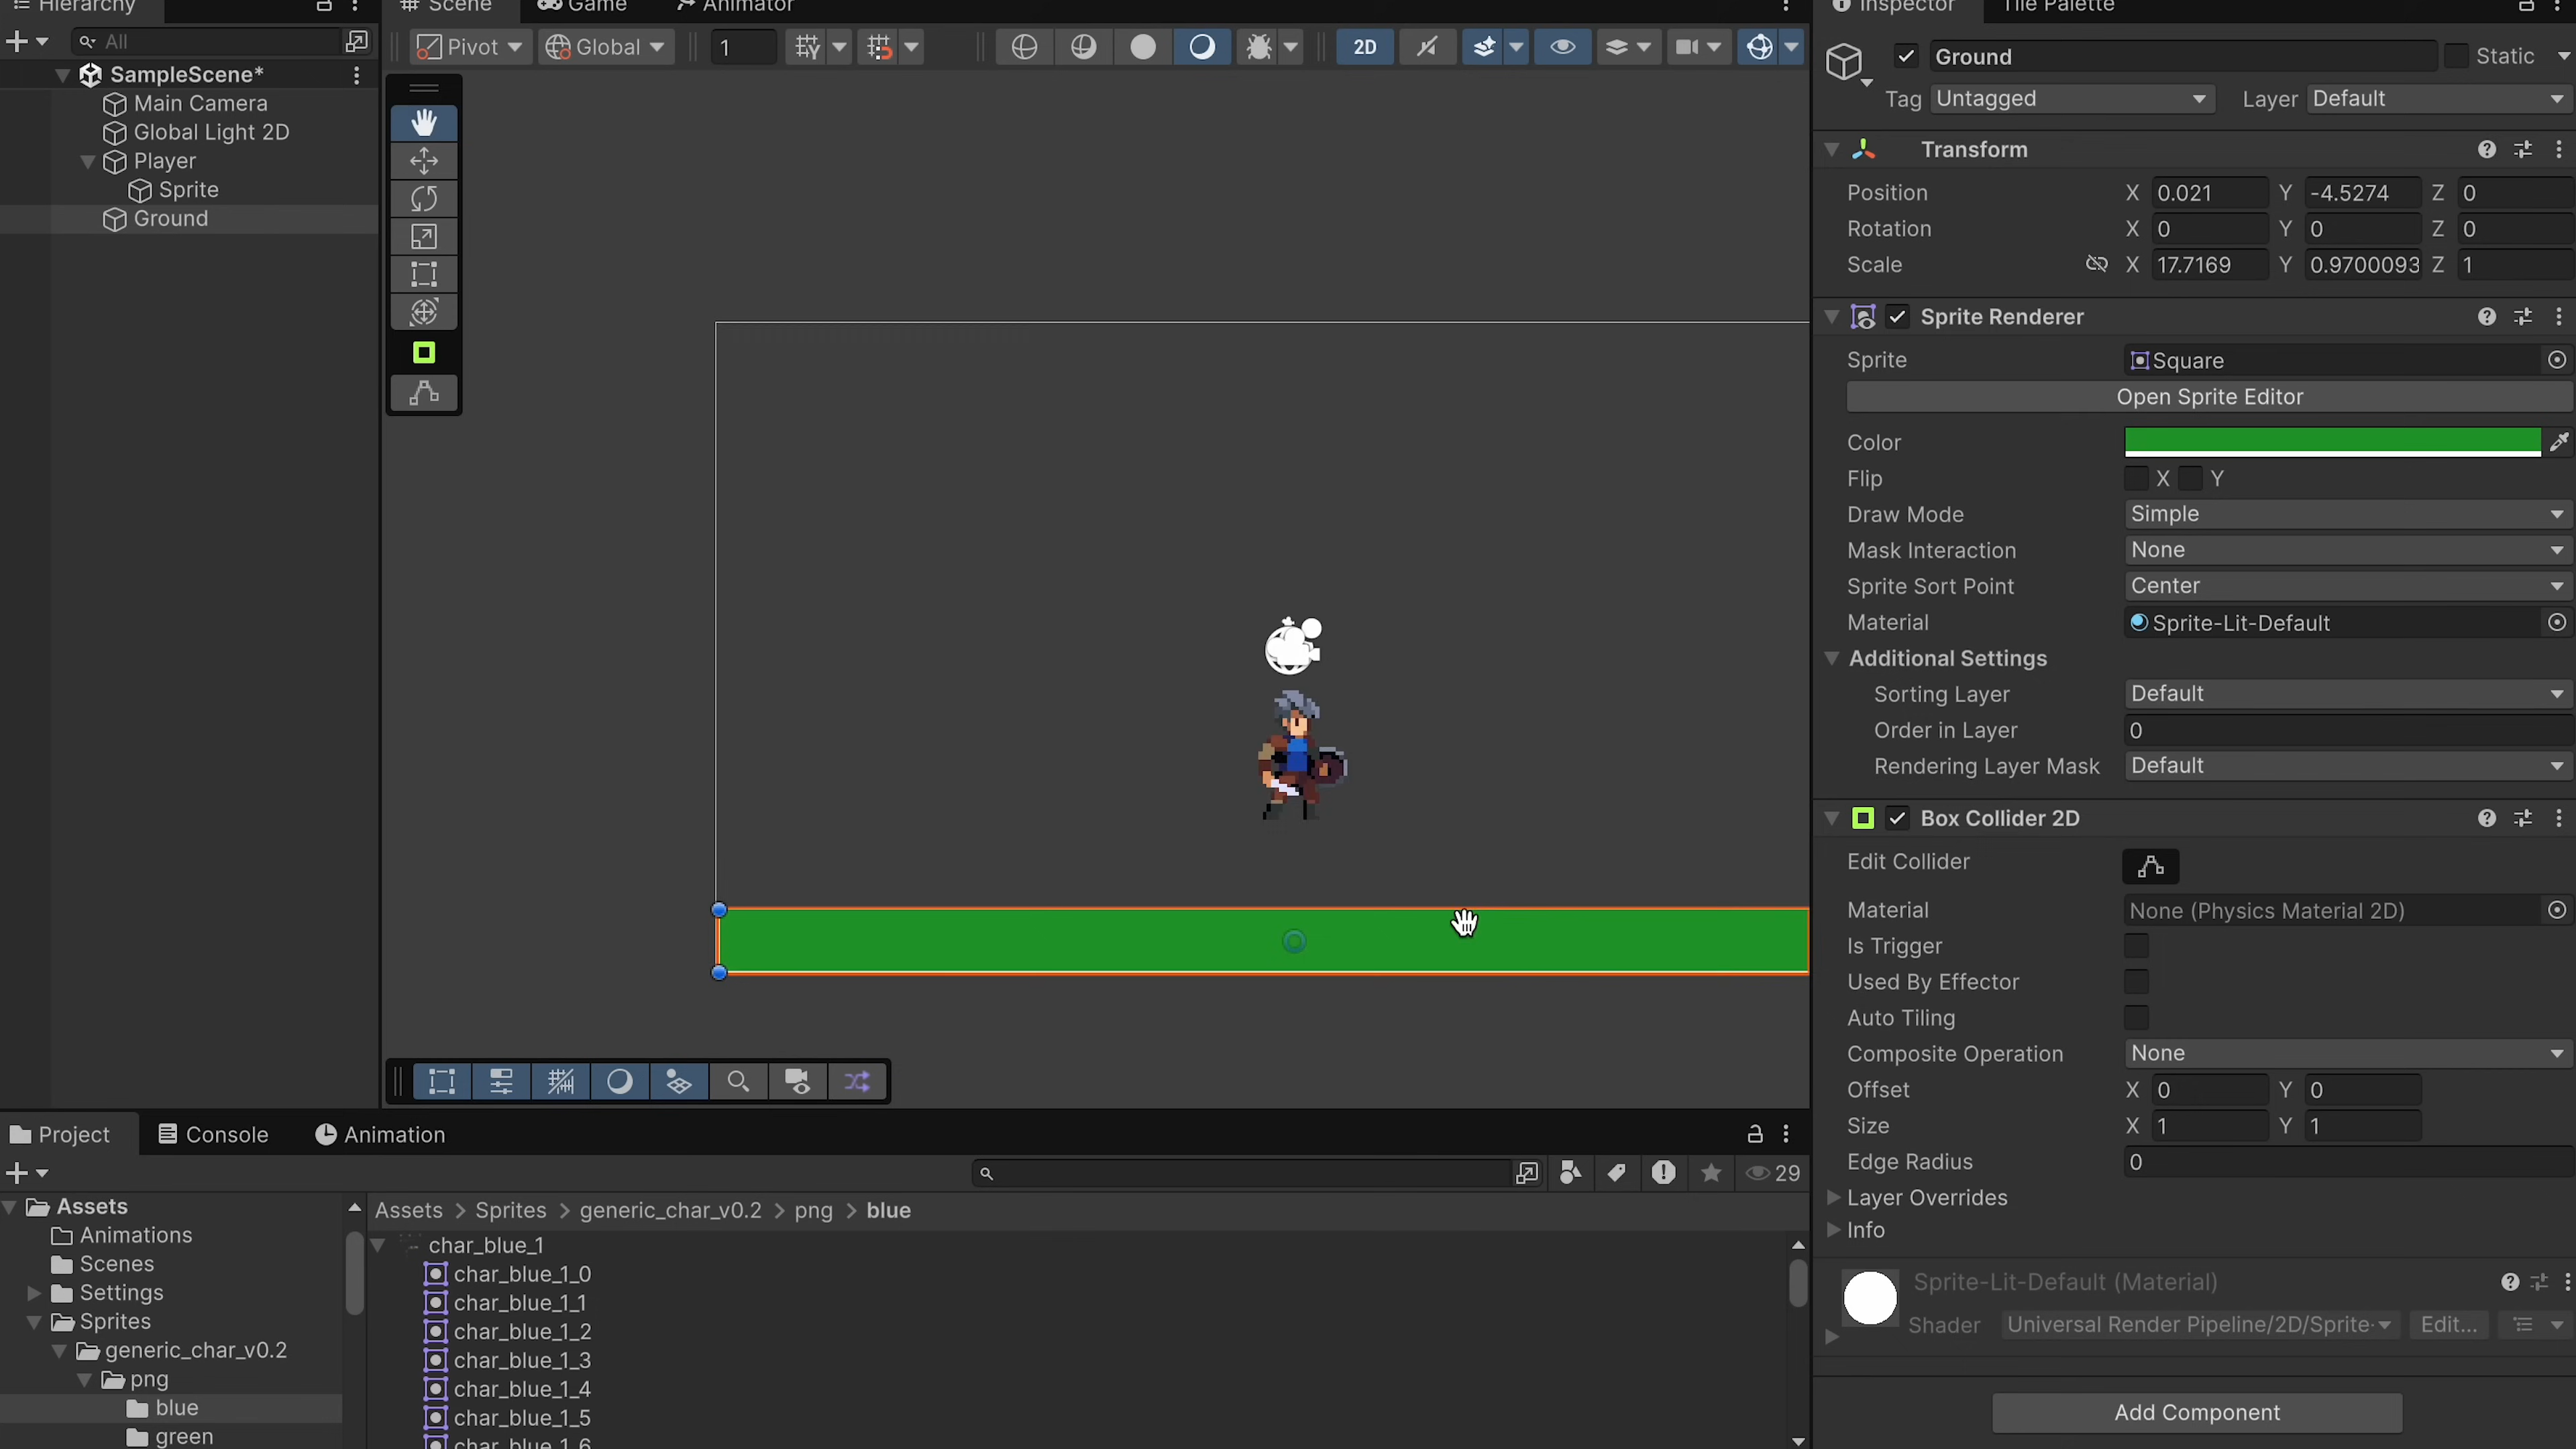 Hierarchy
All
SampleScene*
Main Camera
Global Light 2D
Player
Sprite
Ground
Scene
Game
Animator
Pivot
Global
1
2D
Inspector
Tile Palette
Ground
Static
Tag Untagged
Layer Default
Transform
Position X 0.021 Y -4.5274 Z 0
Rotation X 0 Y 0 Z 0
Scale X 17.7169 Y 0.9700093 Z 1
Sprite Renderer
Sprite Square
Open Sprite Editor
Color
Flip X Y
Draw Mode Simple
Mask Interaction None
Sprite Sort Point Center
Material Sprite-Lit-Default
Additional Settings
Sorting Layer Default
Order in Layer 0
Rendering Layer Mask Default
Box Collider 2D
Edit Collider
Material None (Physics Material 2D)
Is Trigger
Used By Effector
Auto Tiling
Composite Operation None
Offset X 0 Y 0
Size X 1 Y 1
Edge Radius 0
Layer Overrides
Info
Sprite-Lit-Default (Material)
Shader Universal Render Pipeline/2D/Sprite- Edit...
Add Component
Project
Console
Animation
29
Assets
Animations
Scenes
Settings
Sprites
generic_char_v0.2
png
blue
green
Assets > Sprites > generic_char_v0.2 > png > blue
char_blue_1
char_blue_1_0
char_blue_1_1
char_blue_1_2
char_blue_1_3
char_blue_1_4
char_blue_1_5
char_blue_1_6